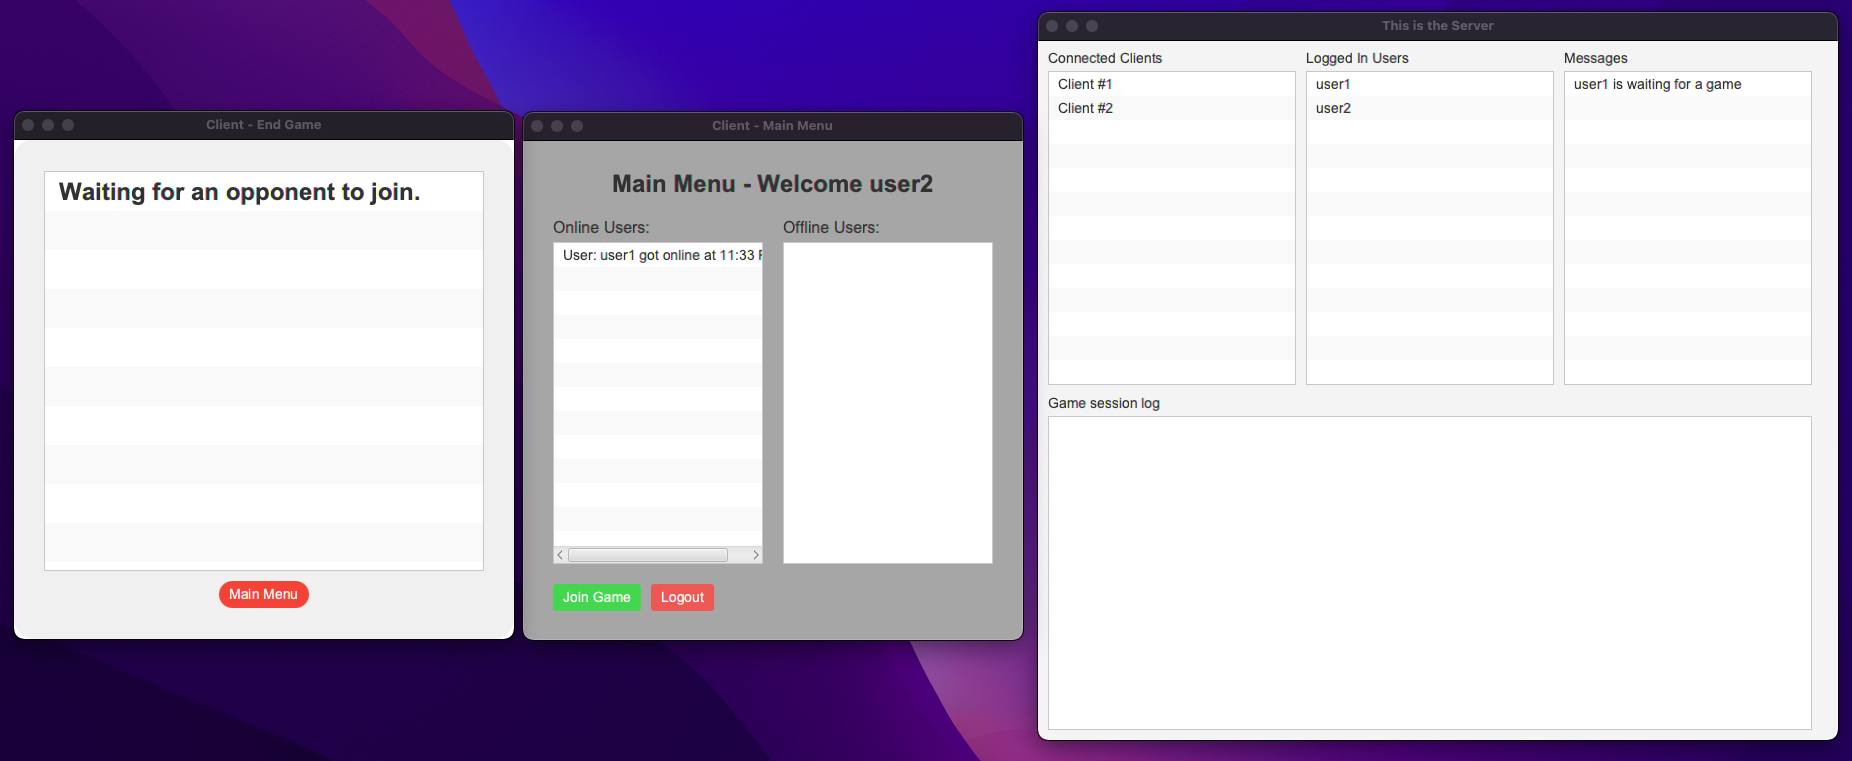 Client - End Game
Waiting for an opponent to join.
Main Menu
Client - Main Menu
Main Menu - Welcome user2
Online Users:
Offline Users:
User: user1 got online at 11:33
Join Game
Logout
This is the Server
Connected Clients
Logged In Users
Messages
Client #1
user1
user1 is waiting for a game
Client #2
user2
Game session log